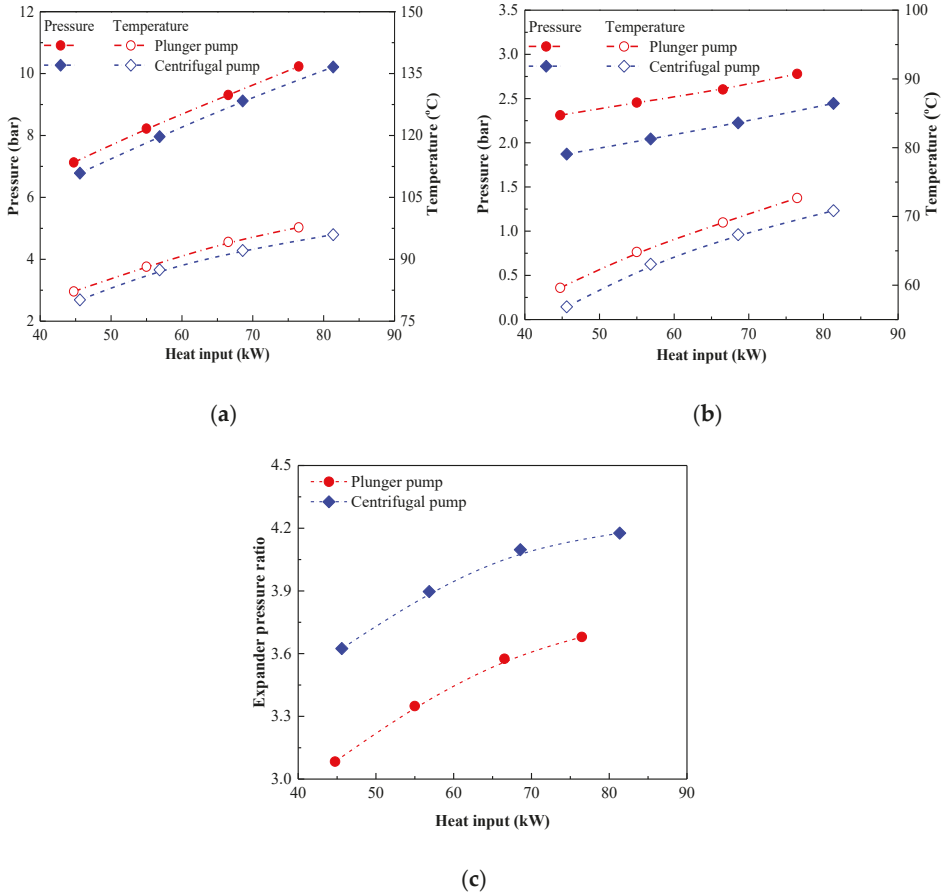 Pressure Temperature
Plunger pump
Centrifugal pump
12
10
8
6
4
2
Pressure (bar)
150
135
120
105
90
75
Temperature (°C)
40 50 60 70 80 90
Heat input (kW)
(a)
Pressure Temperature
Plunger pump
Centrifugal pump
3.5
3.0
2.5
2.0
1.5
1.0
0.5
0.0
Pressure (bar)
100
90
80
70
60
Temperature (°C)
40 50 60 70 80 90
Heat input (kW)
(b)
Plunger pump
Centrifugal pump
4.5
4.2
3.9
3.6
3.3
3.0
Expander pressure ratio
40 50 60 70 80 90
Heat input (kW)
(c)